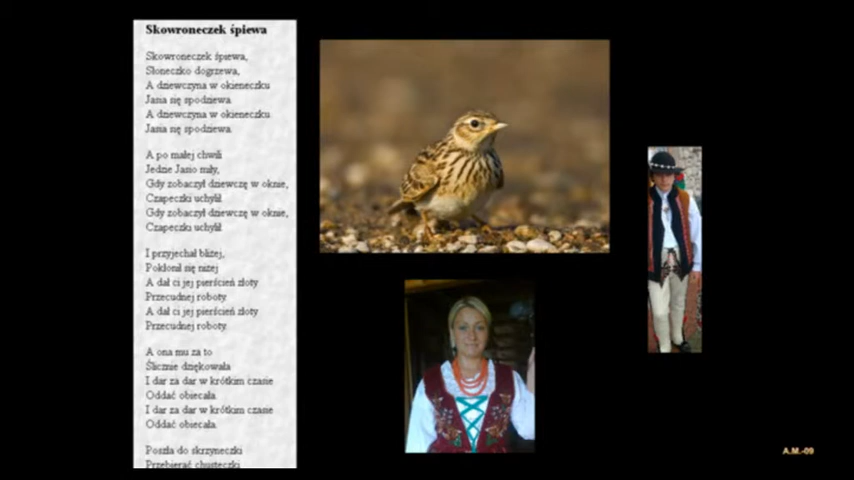 Skowroneczek śpiewa
Skowroneczek śpiewa,
Słoneczko dogrzewa,
A dziewczyna w okieneczku
Jasia się spodziewa.
A dziewczyna w okieneczku
Jasia się spodziewa.
A po małej chwili
Jedzie Jasio miły,
Gdy zobaczył dziewczę w oknie,
Czapeczki uchylił.
Gdy zobaczył dziewczę w oknie,
Czapeczki uchylił.
I przyjechał bliżej,
Pokłonił się niżej
A dał ci jej pierścień złoty
Przecudnej roboty.
A dał ci jej pierścień złoty
Przecudnej roboty.
A ona mu za to
Ślicznie dziękowała
I dar za dar w krótkim czasie
Oddać obiecała.
I dar za dar w krótkim czasie
Oddać obiecała.
Poszła do skrzyneczki
Przebierać chusteczki
A.M.-09